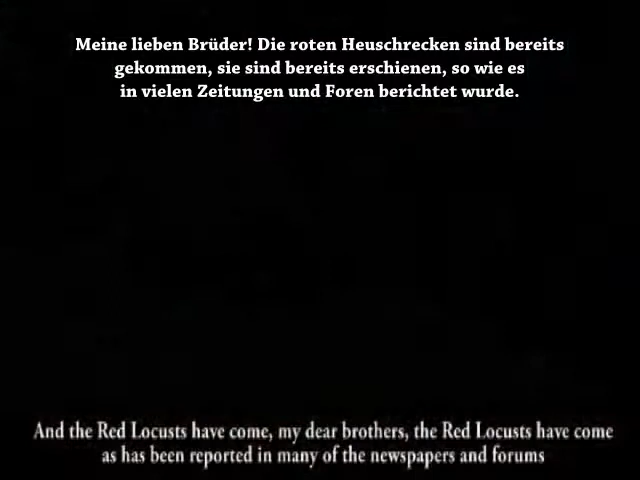 Meine lieben Brüder! Die roten Heuschrecken sind bereits
gekommen, sie sind bereits erschienen, so wie es
in vielen Zeitungen und Foren berichtet wurde.
And the Red Locusts have come, my dear brothers, the Red Locusts have come
as has been reported in many of the newspapers and forums